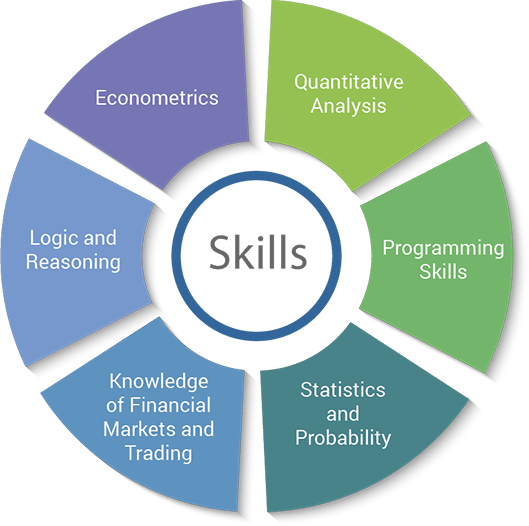 Econometrics
Quantitative
Analysis
Logic and
Reasoning
Skills
Programming
Skills
Knowledge
of Financial
Markets and
Trading
Statistics
and
Probability